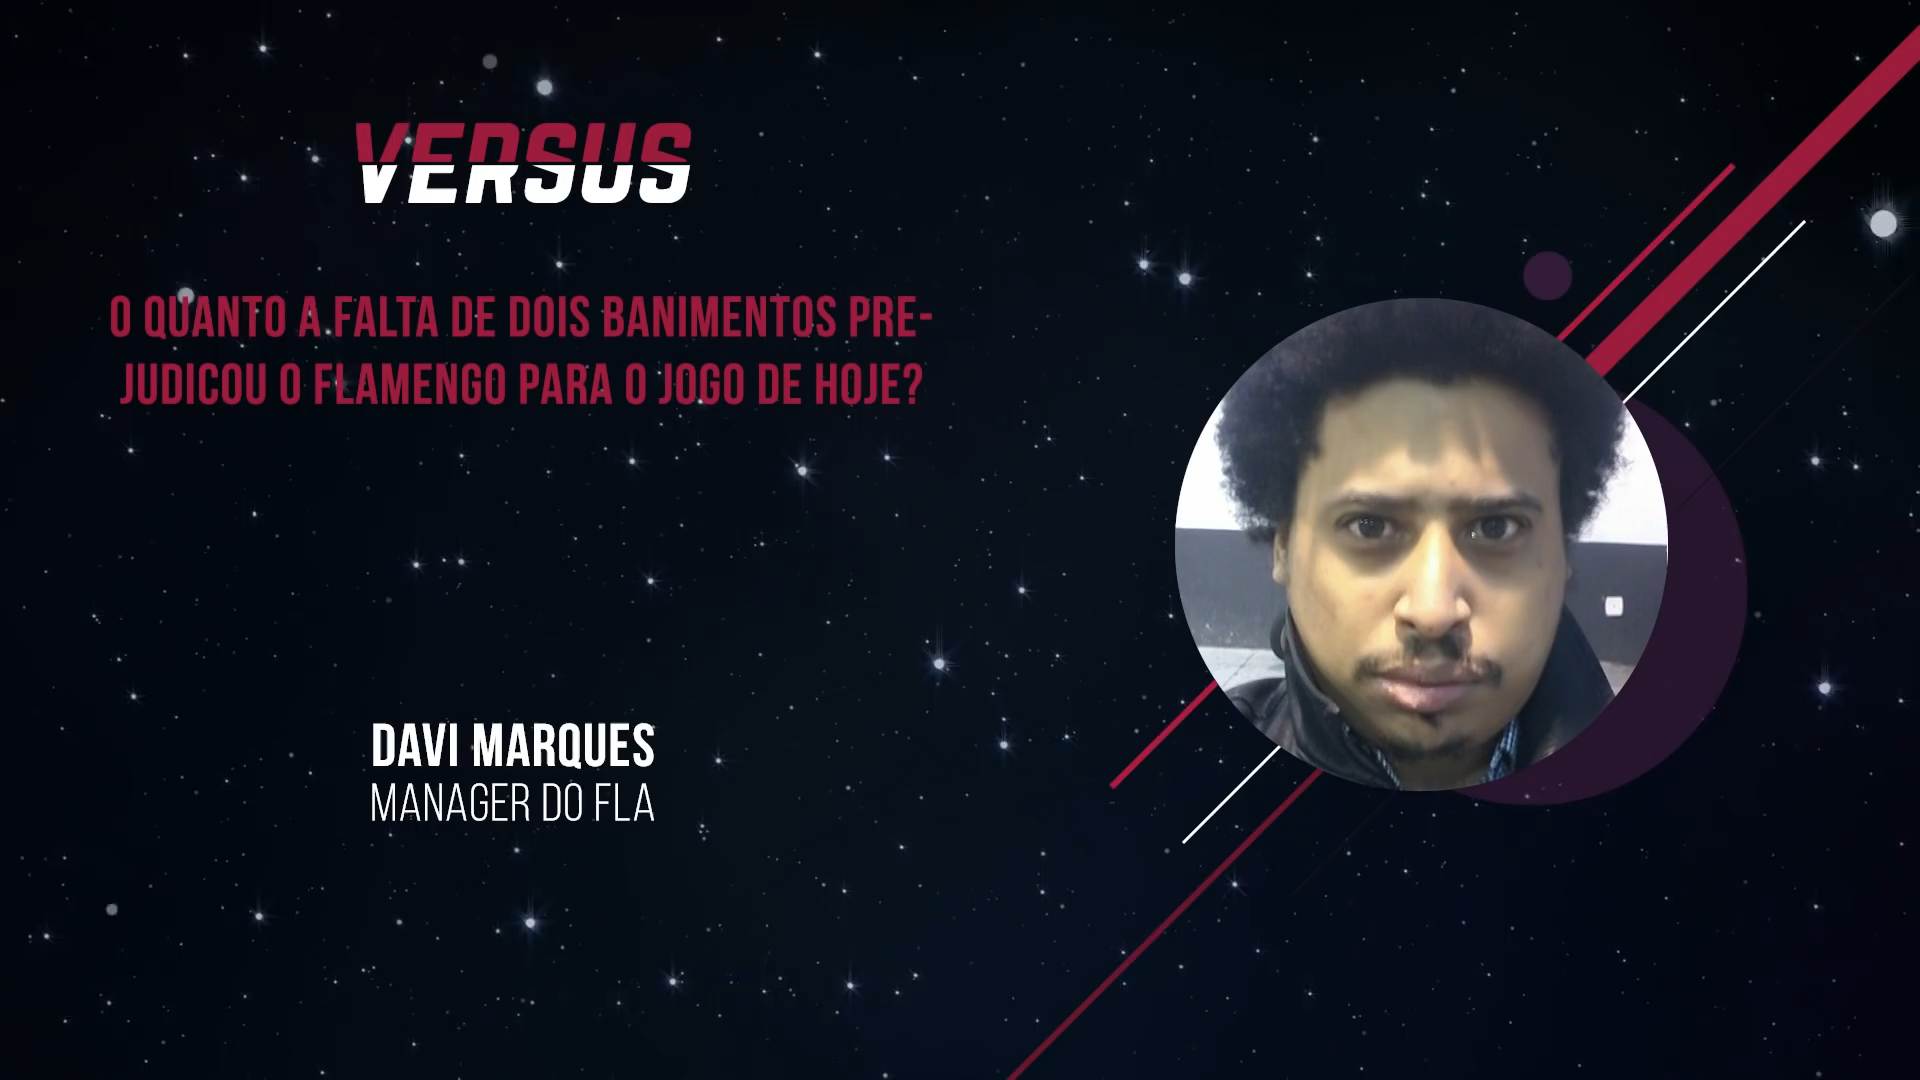 VERSUS
O QUANTO A FALTA DE DOIS BANIMENTOS PRE-
JUDICOU O FLAMENGO PARA O JOGO DE HOJE?
DAVI MARQUES
MANAGER DO FLA